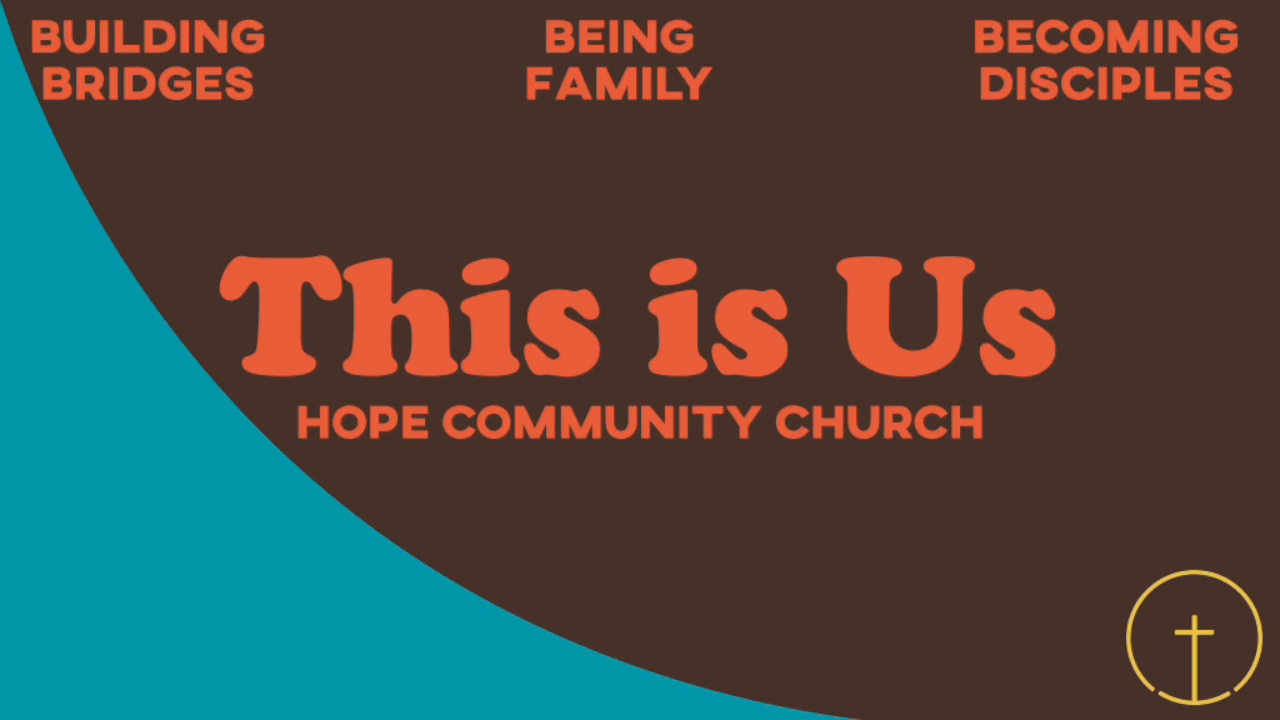 BUILDING
BRIDGES
BEING
FAMILY
BECOMING
DISCIPLES
This is Us
HOPE COMMUNITY CHURCH